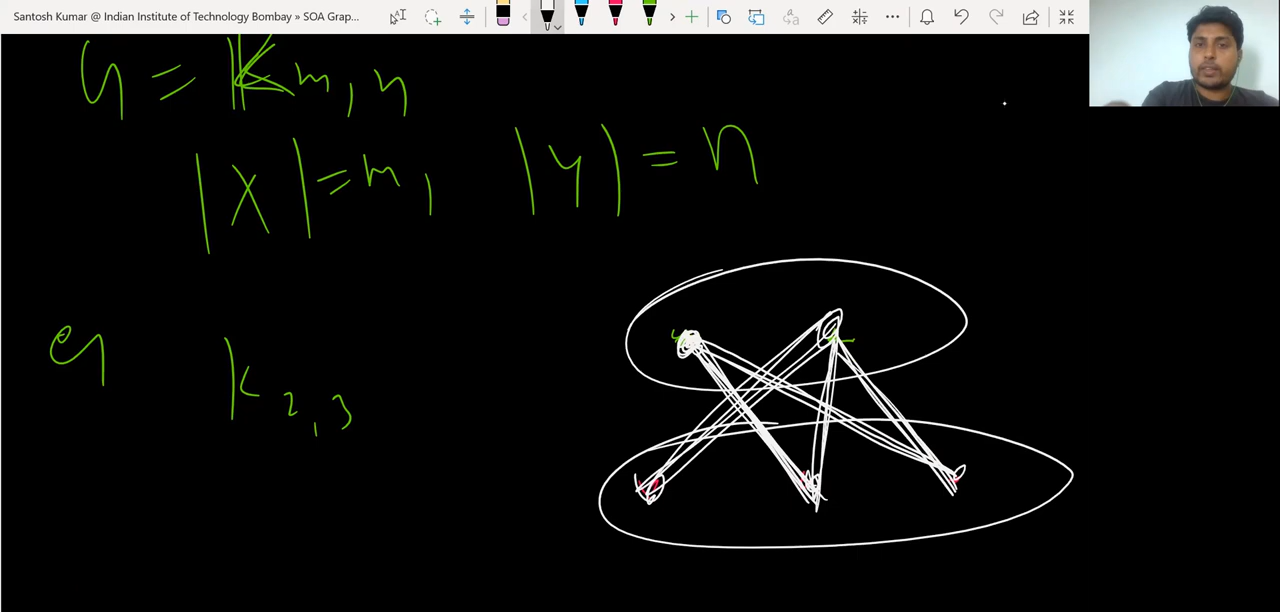 Santosh Kumar @ Indian Institute of Technology Bombay » SOA Grap...
G = Km,n
|X| = m, |Y| = n
eg K2,3